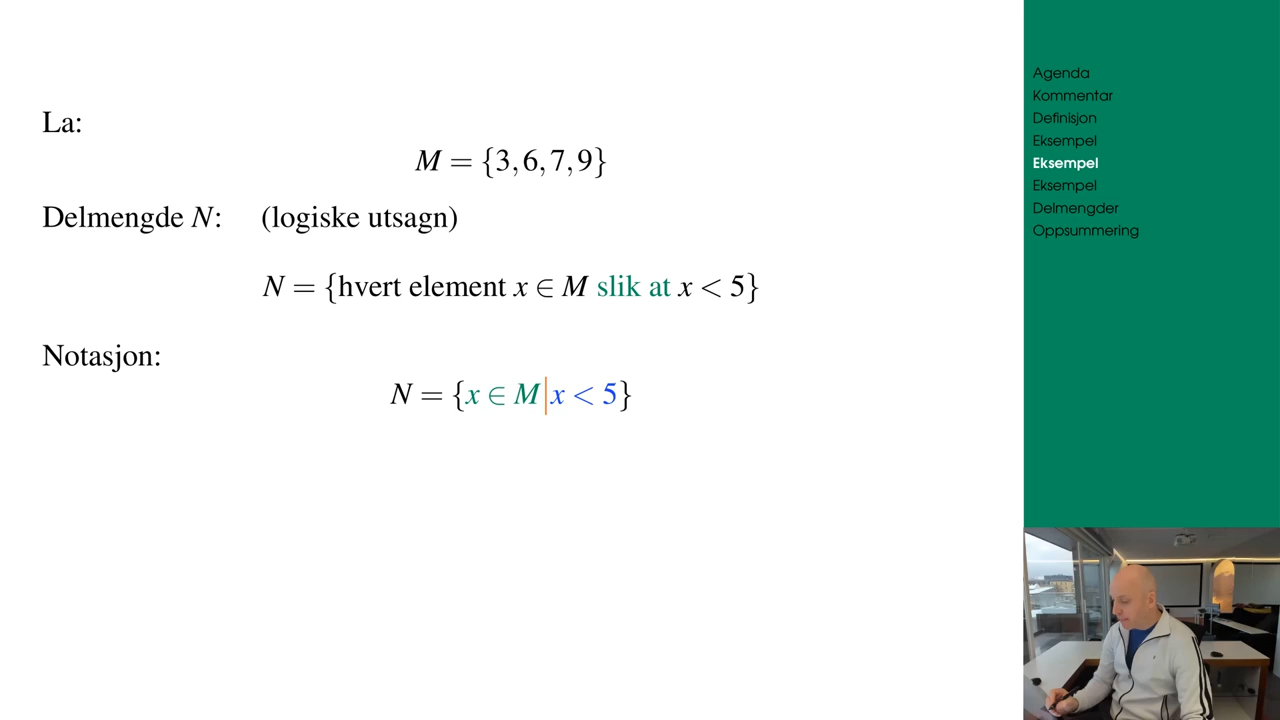 La:
M = {3, 6, 7, 9}
Delmengde N: (logiske utsagn)
N = {hvert element x ∈ M slik at x < 5}
Notasjon:
N = {x ∈ M | x < 5}
Agenda
Kommentar
Definisjon
Eksempel
Eksempel
Eksempel
Delmengder
Oppsummering